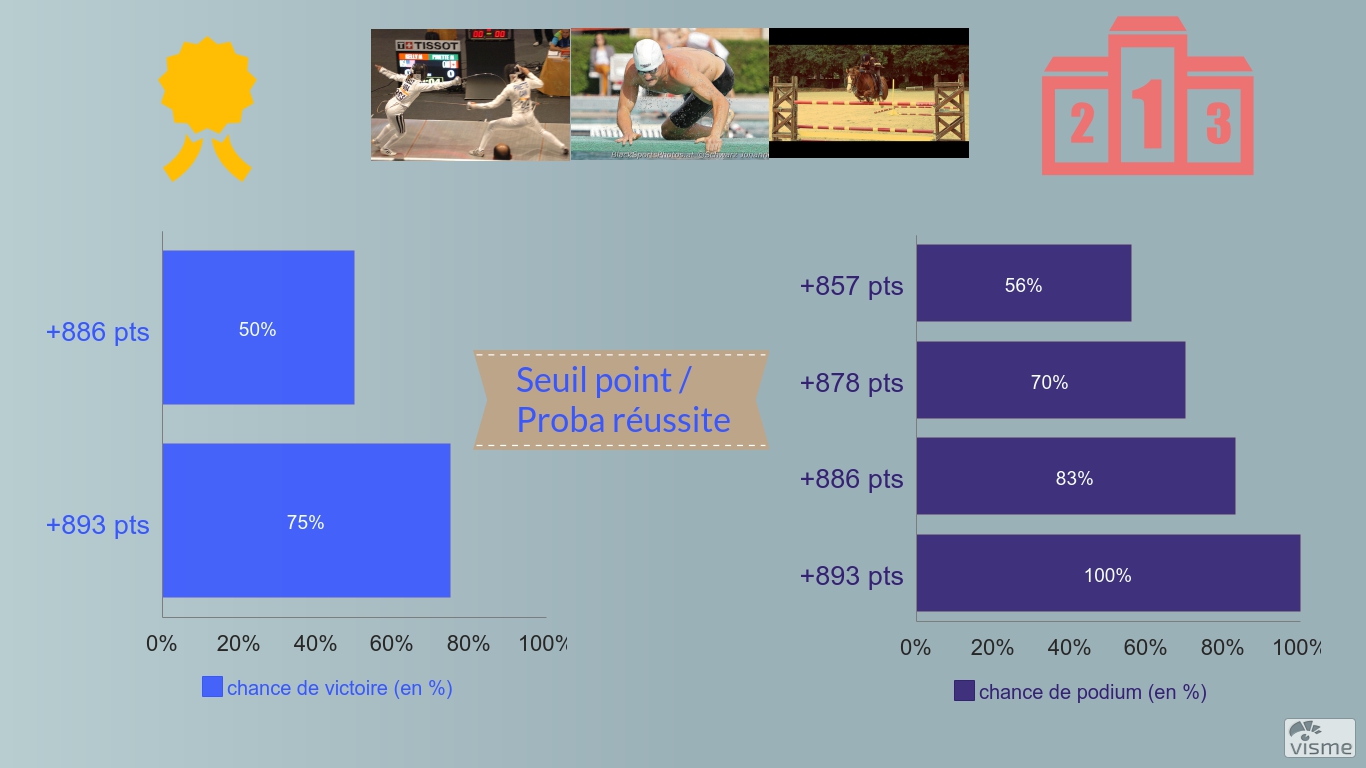 TISSOT
2
1
3
BlackSportsPhotos.at
+886 pts
50%
+893 pts
75%
0%
20%
40%
60%
80%
100%
chance de victoire (en %)
Seuil point /
Proba réussite
+857 pts
56%
+878 pts
70%
+886 pts
83%
+893 pts
100%
0%
20%
40%
60%
80%
100%
chance de podium (en %)
visme